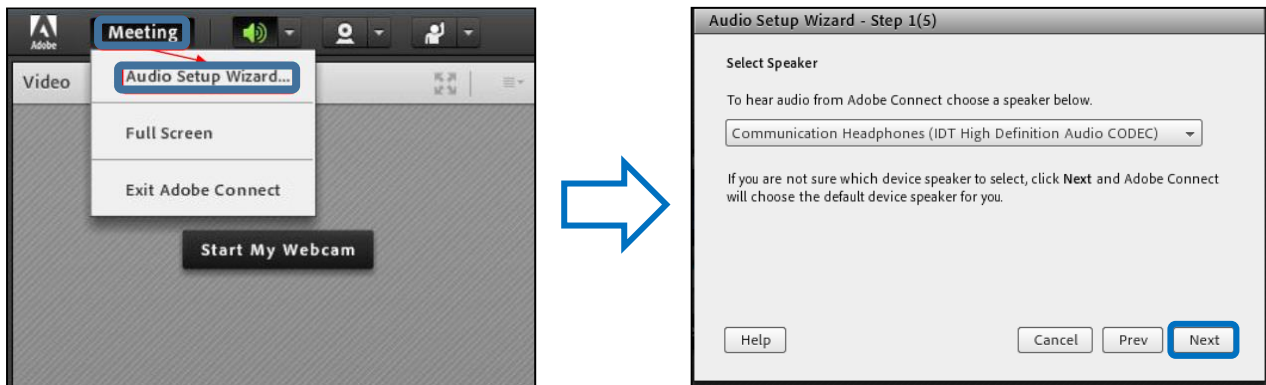 Adobe
Meeting
Audio Setup Wizard...
Video
Full Screen
Exit Adobe Connect
Start My Webcam
Audio Setup Wizard - Step 1(5)
Select Speaker
To hear audio from Adobe Connect choose a speaker below.
Communication Headphones (IDT High Definition Audio CODEC)
If you are not sure which device speaker to select, click Next and Adobe Connect
will choose the default device speaker for you.
Help
Cancel
Prev
Next